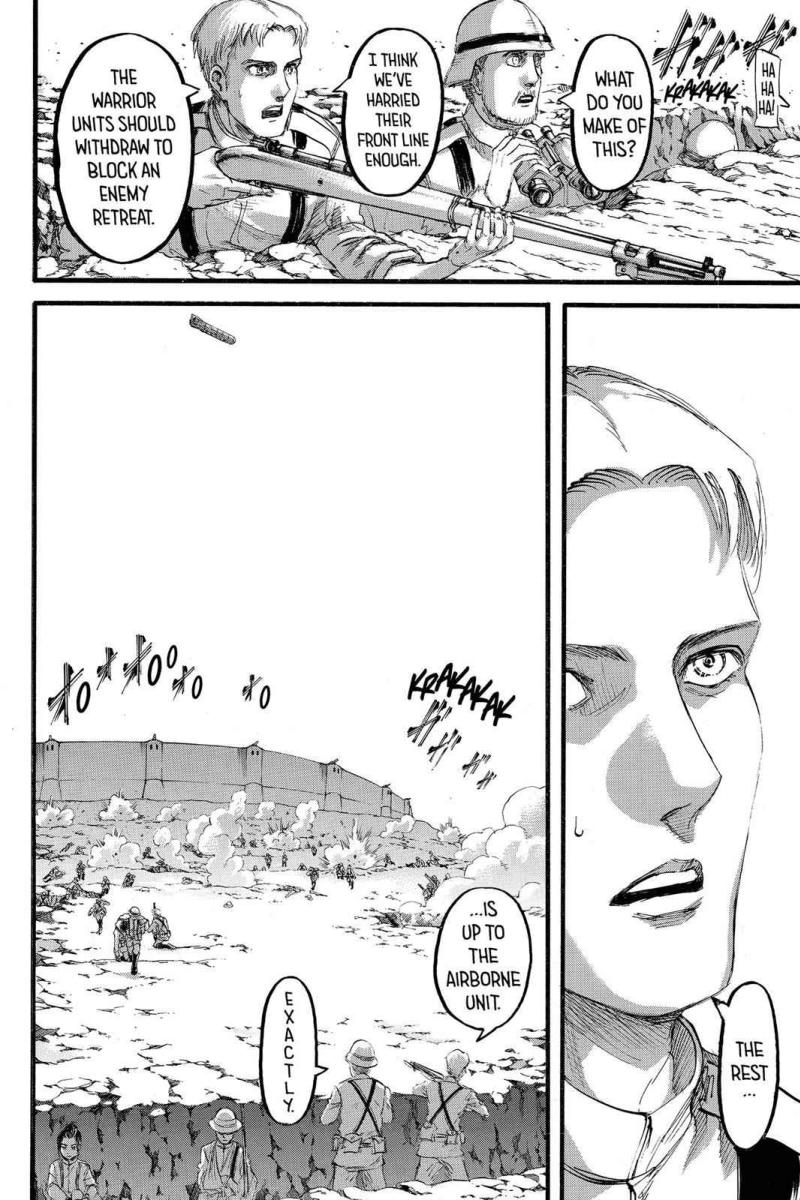 HA
HA
HA!
KRAKAKAK
WHAT
DO YOU
MAKE OF
THIS?
I THINK
WE'VE
HARRIED
THEIR
FRONT LINE
ENOUGH.
THE
WARRIOR
UNITS SHOULD
WITHDRAW TO
BLOCK AN
ENEMY
RETREAT.
THE
REST
...
KRAKAKAK
...IS
UP TO
THE
AIRBORNE
UNIT.
EXACTLY.